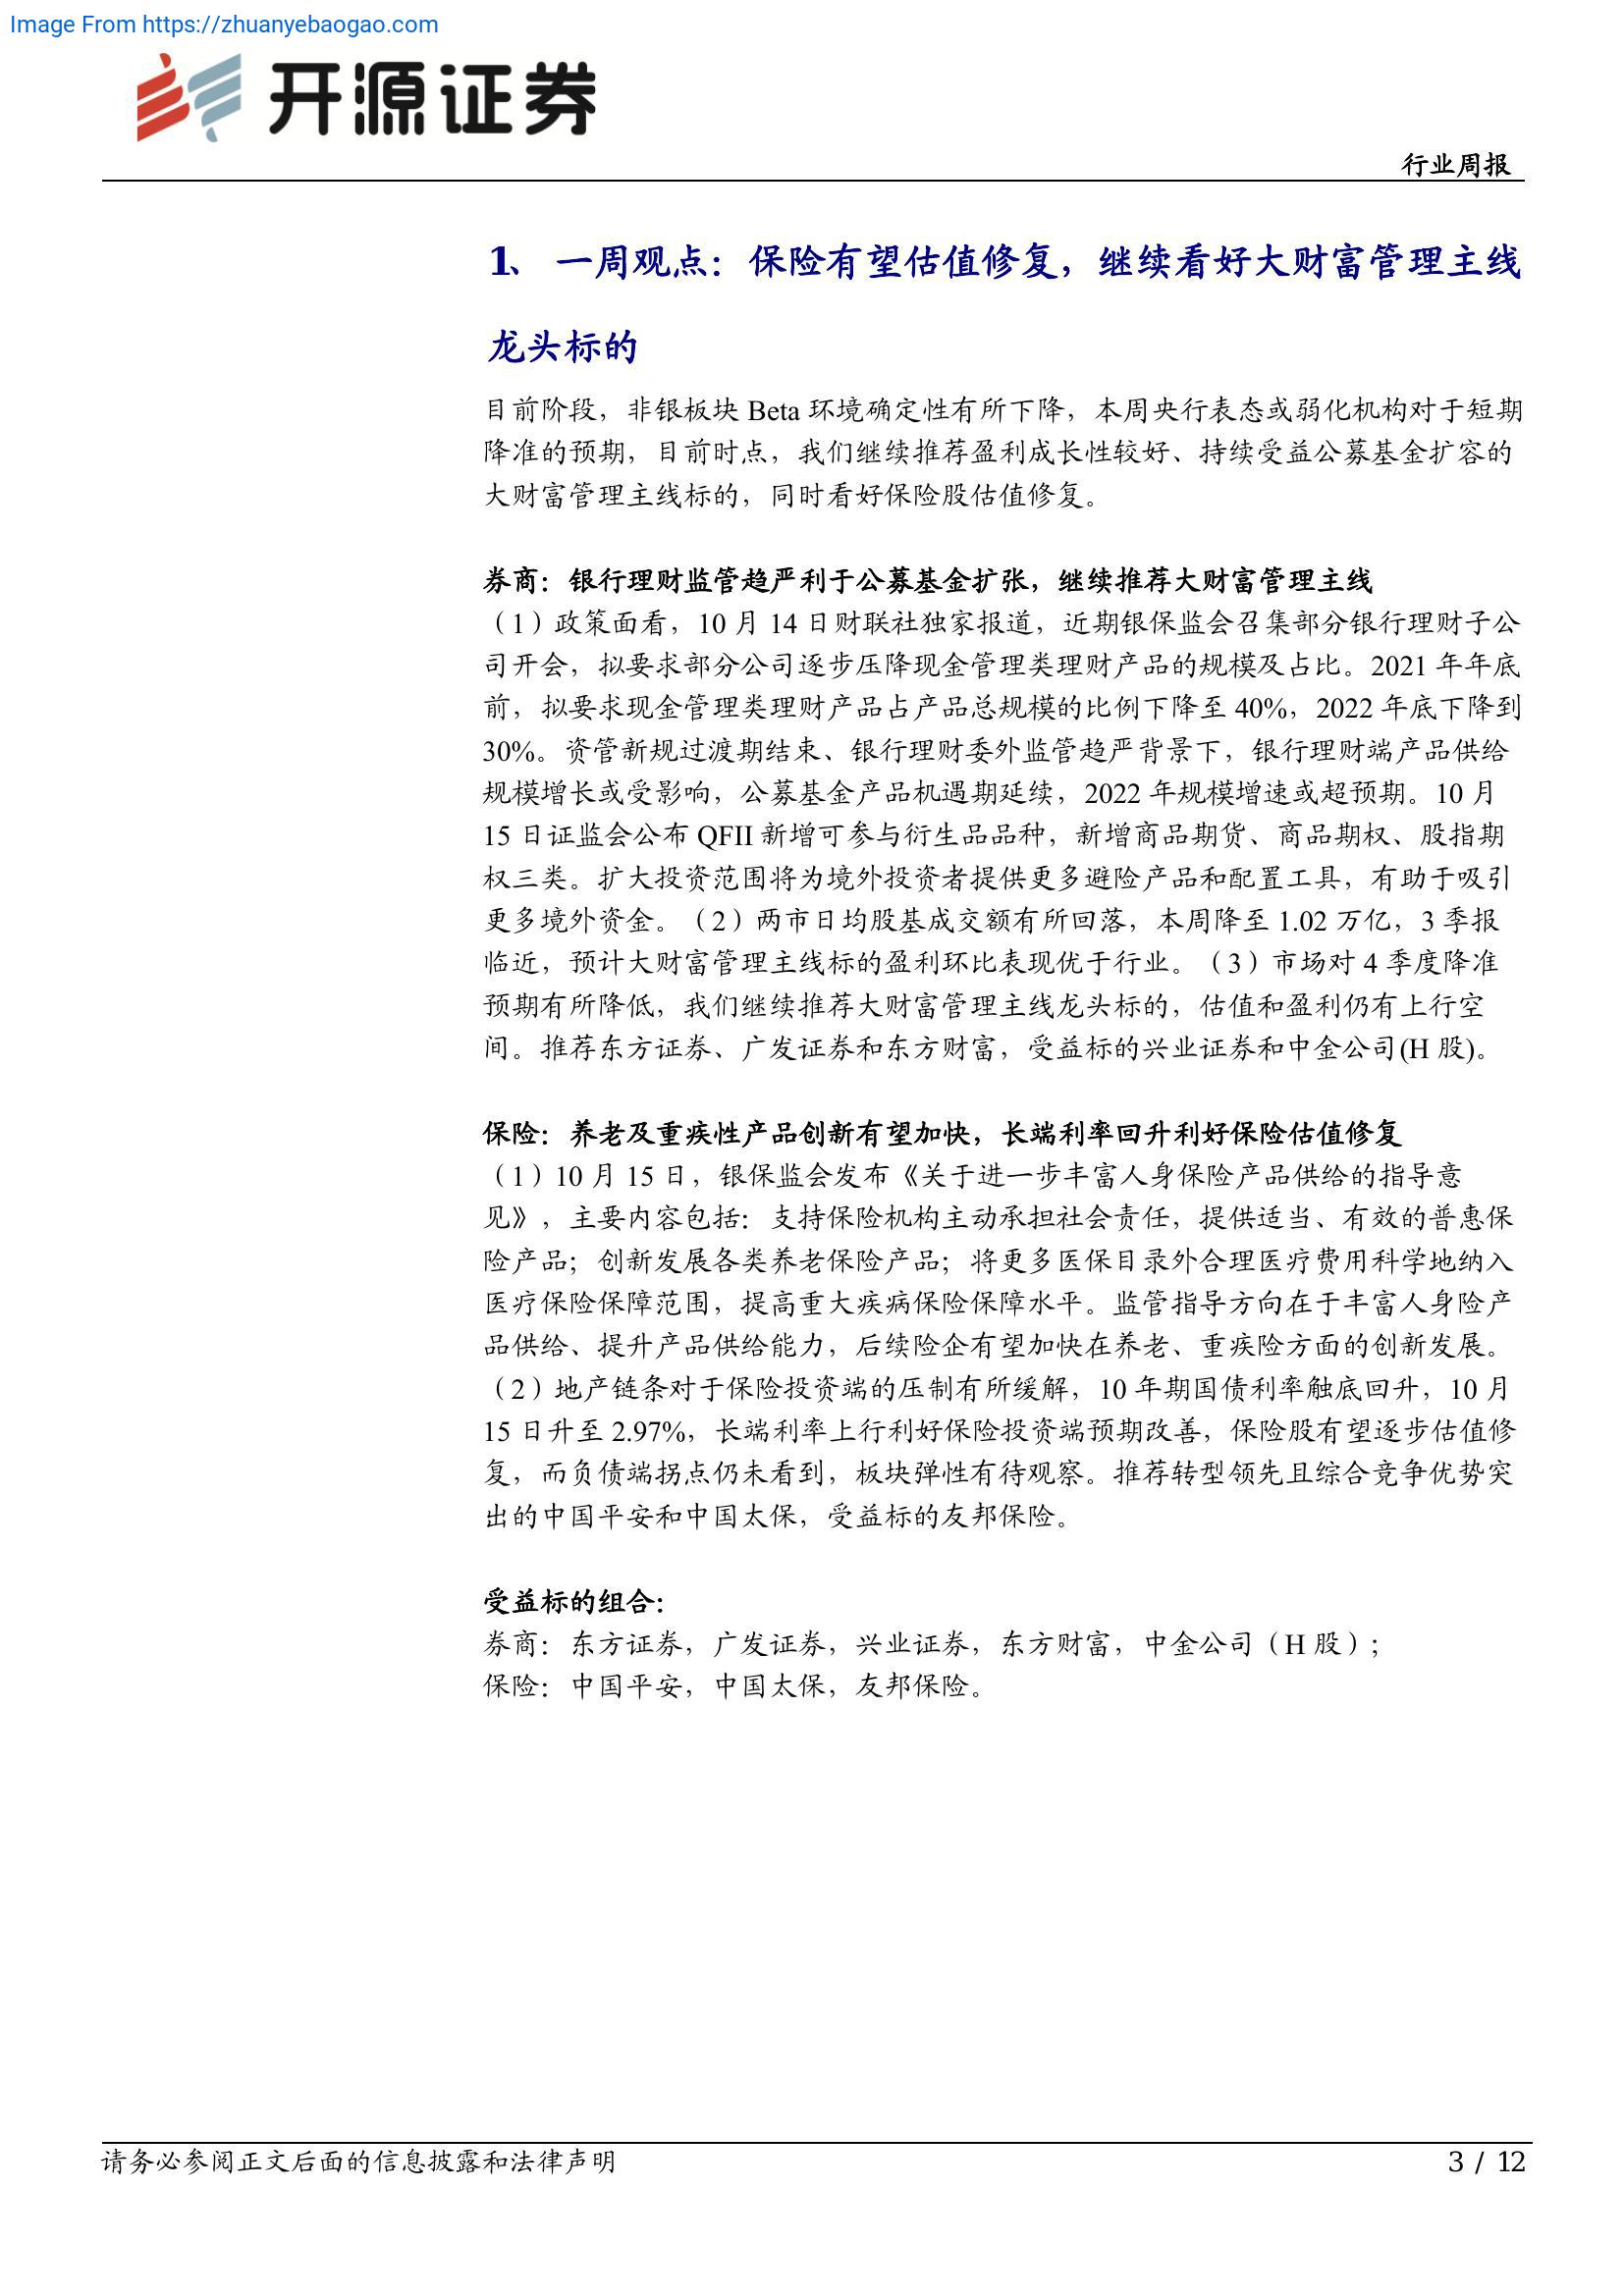 Image From https://zhuanyebaogao.com
开源证券
行业周报
1、 一周观点：保险有望估值修复，继续看好大财富管理主线
龙头标的
目前阶段，非银板块 Beta 环境确定性有所下降，本周央行表态或弱化机构对于短期
降准的预期，目前时点，我们继续推荐盈利成长性较好、持续受益公募基金扩容的
大财富管理主线标的，同时看好保险股估值修复。
券商：银行理财监管趋严利于公募基金扩张，继续推荐大财富管理主线
（1）政策面看，10 月 14 日财联社独家报道，近期银保监会召集部分银行理财子公
司开会，拟要求部分公司逐步压降现金管理类理财产品的规模及占比。2021 年年底
前，拟要求现金管理类理财产品占产品总规模的比例下降至 40%，2022 年底下降到
30%。资管新规过渡期结束、银行理财委外监管趋严背景下，银行理财端产品供给
规模增长或受影响，公募基金产品机遇期延续，2022 年规模增速或超预期。10 月
15 日证监会公布 QFII 新增可参与衍生品品种，新增商品期货、商品期权、股指期
权三类。扩大投资范围将为境外投资者提供更多避险产品和配置工具，有助于吸引
更多境外资金。（2）两市日均股基成交额有所回落，本周降至 1.02 万亿，3 季报
临近，预计大财富管理主线标的盈利环比表现优于行业。（3）市场对 4 季度降准
预期有所降低，我们继续推荐大财富管理主线龙头标的，估值和盈利仍有上行空
间。推荐东方证券、广发证券和东方财富，受益标的兴业证券和中金公司(H 股)。
保险：养老及重疾性产品创新有望加快，长端利率回升利好保险估值修复
（1）10 月 15 日，银保监会发布《关于进一步丰富人身保险产品供给的指导意
见》，主要内容包括：支持保险机构主动承担社会责任，提供适当、有效的普惠保
险产品；创新发展各类养老保险产品；将更多医保目录外合理医疗费用科学地纳入
医疗保险保障范围，提高重大疾病保险保障水平。监管指导方向在于丰富人身险产
品供给、提升产品供给能力，后续险企有望加快在养老、重疾险方面的创新发展。
（2）地产链条对于保险投资端的压制有所缓解，10 年期国债利率触底回升，10 月
15 日升至 2.97%，长端利率上行利好保险投资端预期改善，保险股有望逐步估值修
复，而负债端拐点仍未看到，板块弹性有待观察。推荐转型领先且综合竞争优势突
出的中国平安和中国太保，受益标的友邦保险。
受益标的组合：
券商：东方证券，广发证券，兴业证券，东方财富，中金公司（H 股）；
保险：中国平安，中国太保，友邦保险。
请务必参阅正文后面的信息披露和法律声明
3 / 12